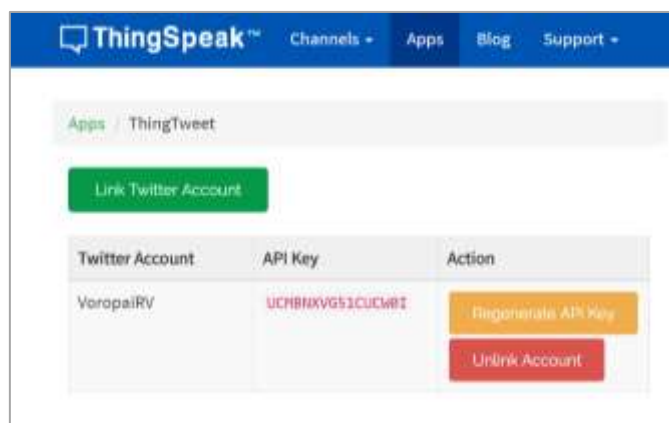 ThingSpeak™ Channels Apps Blog Support
Apps / ThingTweet
Link Twitter Account
Twitter Account API Key Action
VoropaiRV
Regenerate API Key
Unlink Account